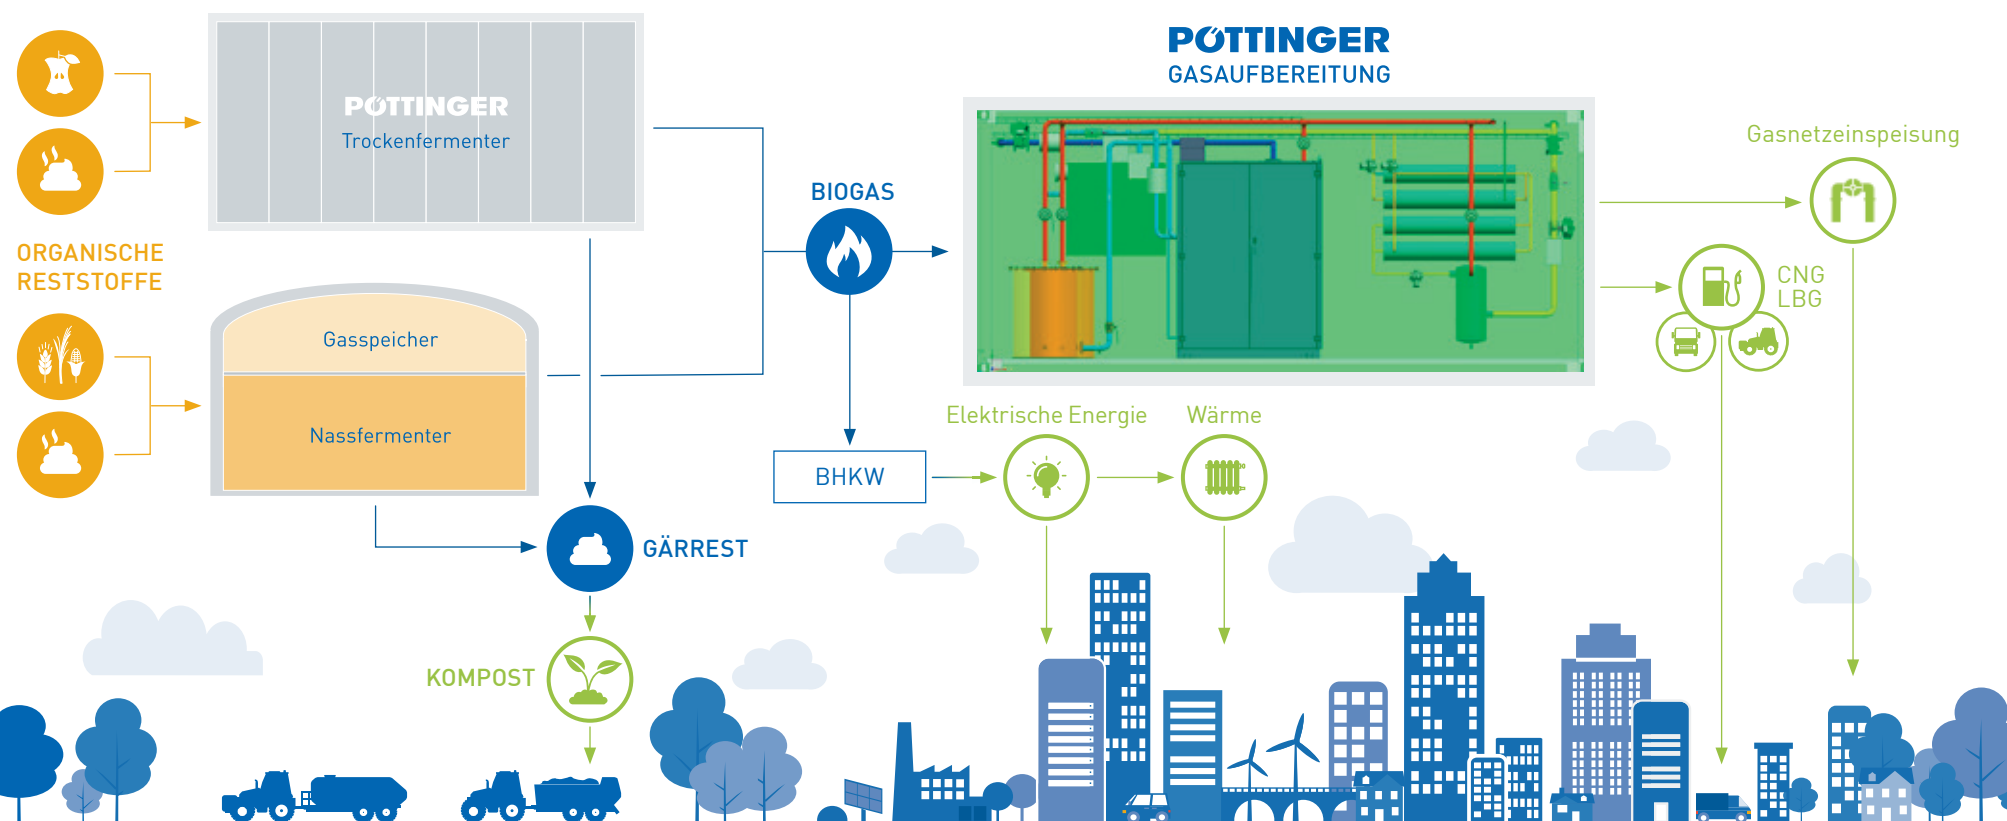 ORGANISCHE
RESTSTOFFE
PÖTTINGER
Trockenfermenter
Gasspeicher
Nassfermenter
GÄRREST
KOMPOST
BIOGAS
BHKW
PÖTTINGER
GASAUFBEREITUNG
Elektrische Energie
Wärme
Gasnetzeinspeisung
CNG
LBG